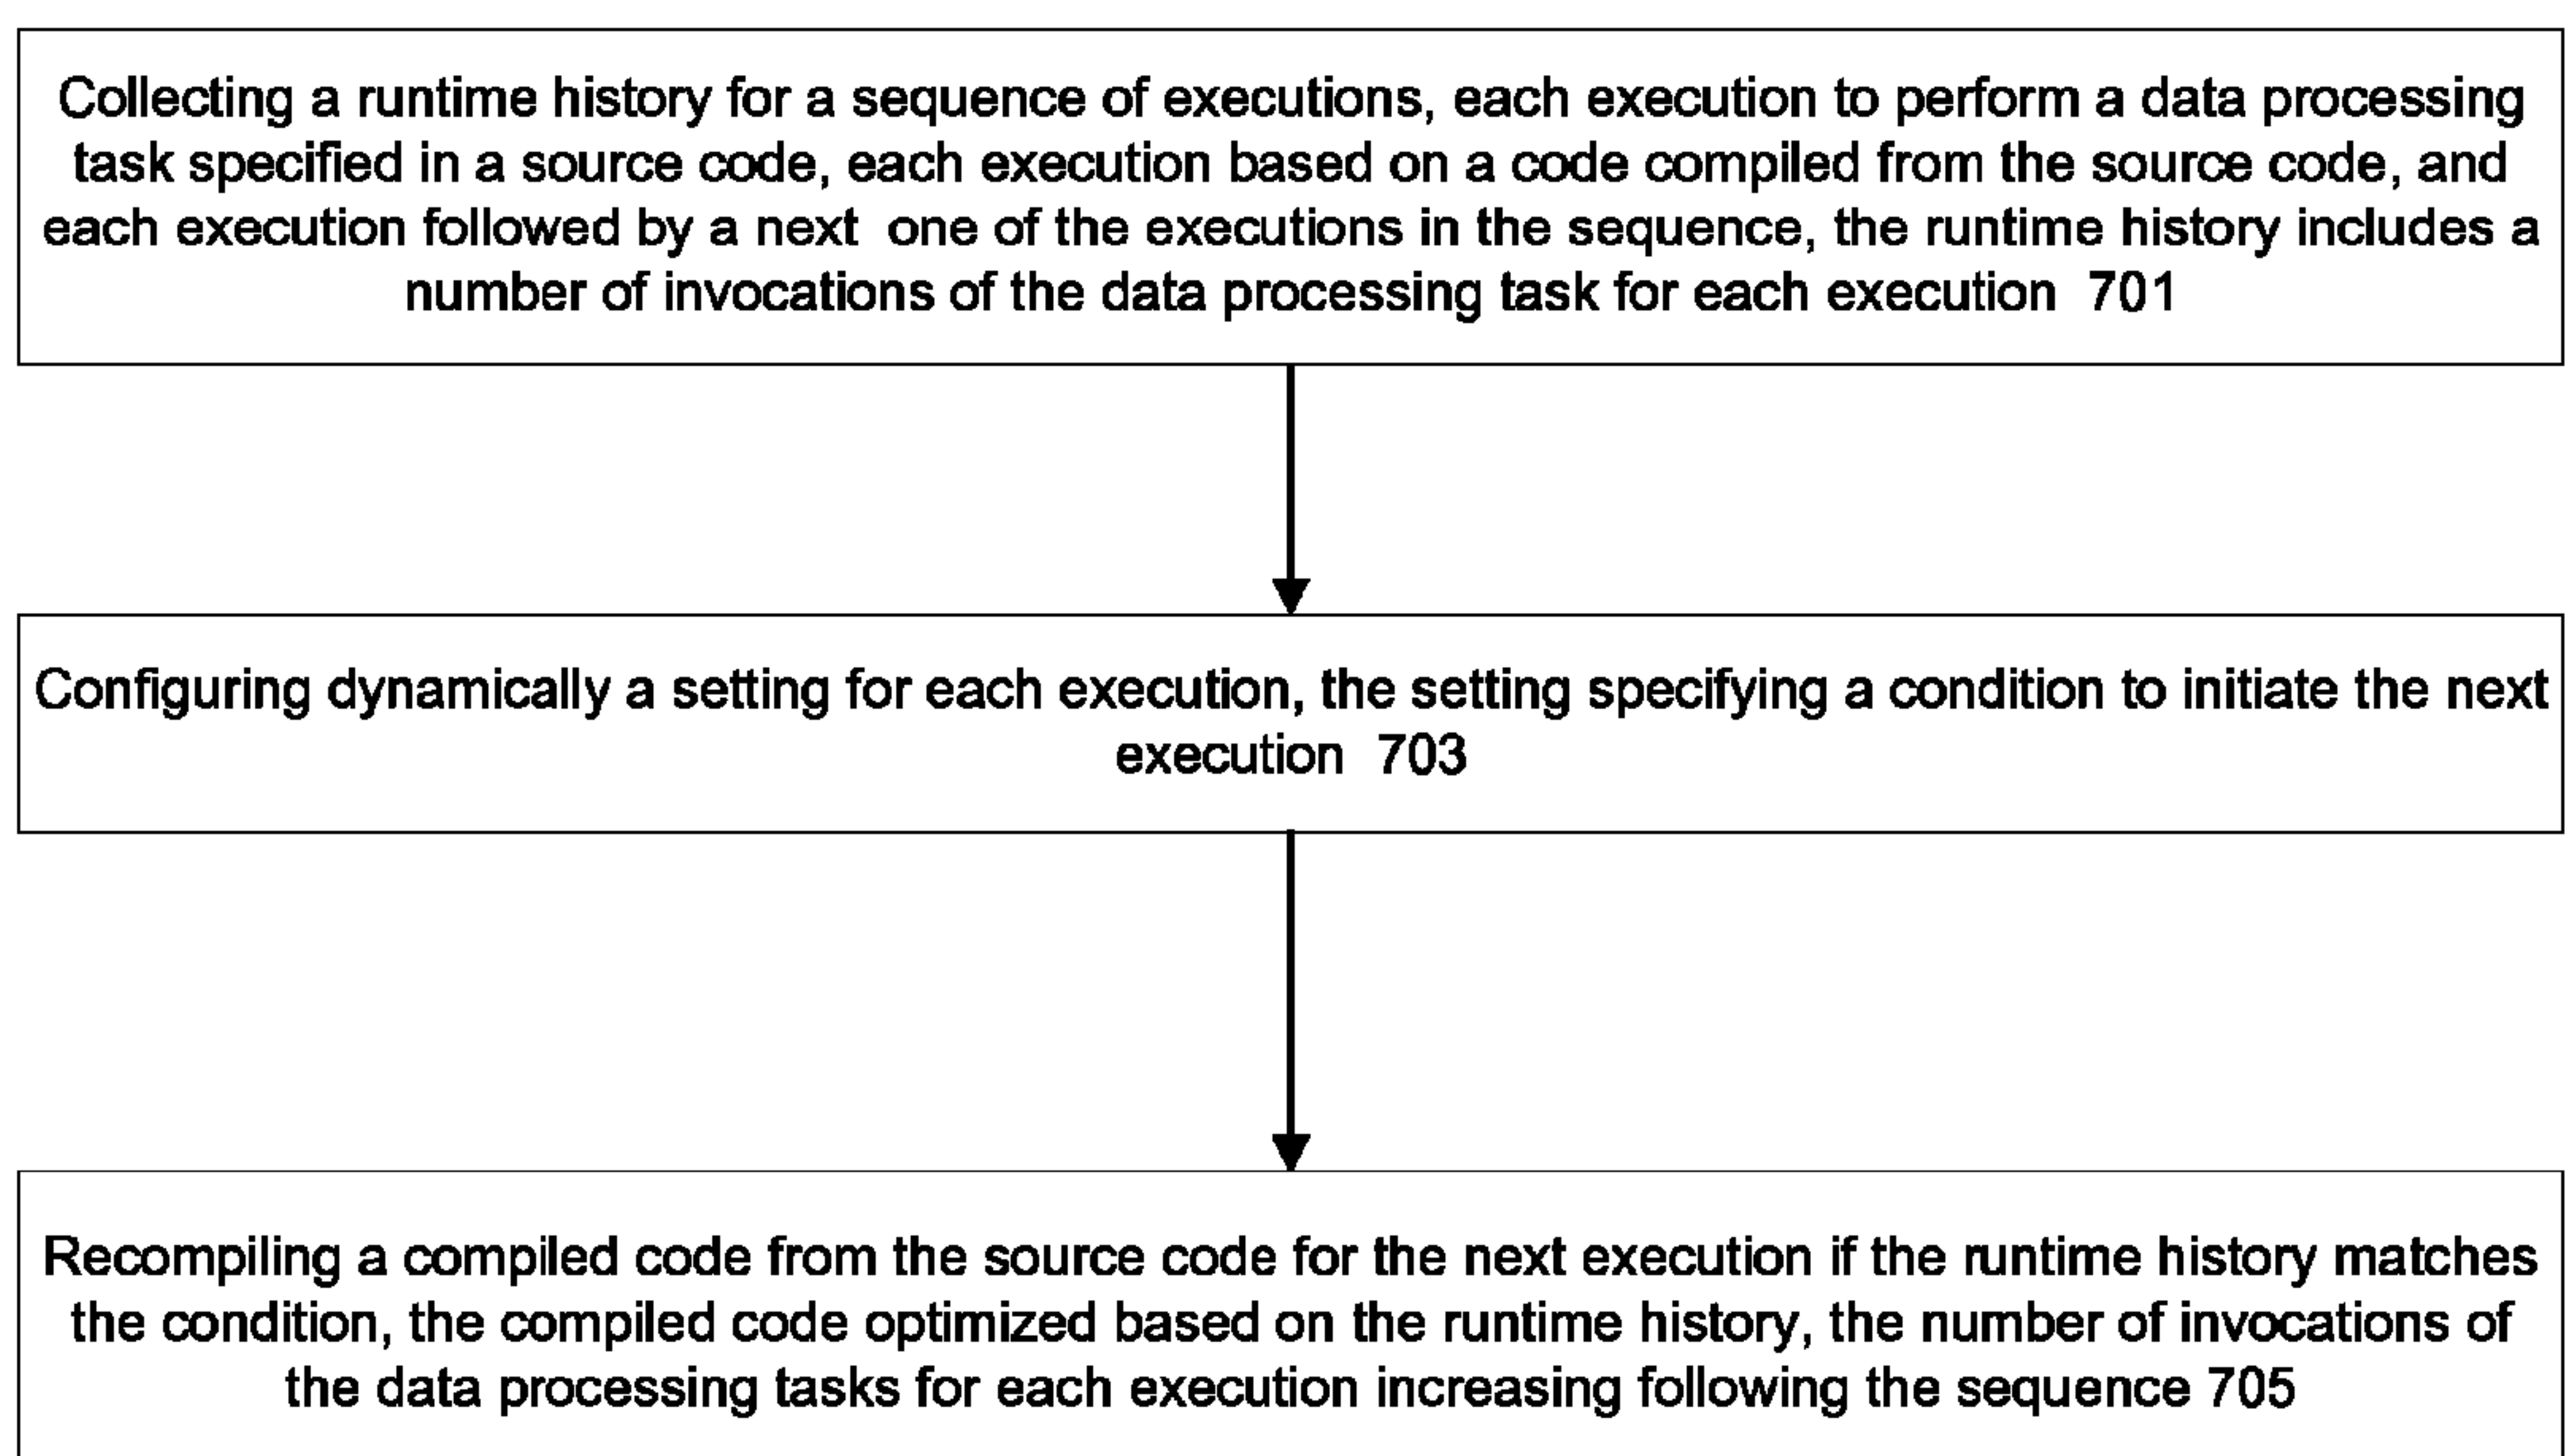 Collecting a runtime history for a sequence of executions, each execution to perform a data processing
task specified in a source code, each execution based on a code compiled from the source code, and
each execution followed by a next one of the executions in the sequence, the runtime history includes a
number of invocations of the data processing task for each execution 701
Configuring dynamically a setting for each execution, the setting specifying a condition to initiate the next
execution 703
Recompiling a compiled code from the source code for the next execution if the runtime history matches
the condition, the compiled code optimized based on the runtime history, the number of invocations of
the data processing tasks for each execution increasing following the sequence 705